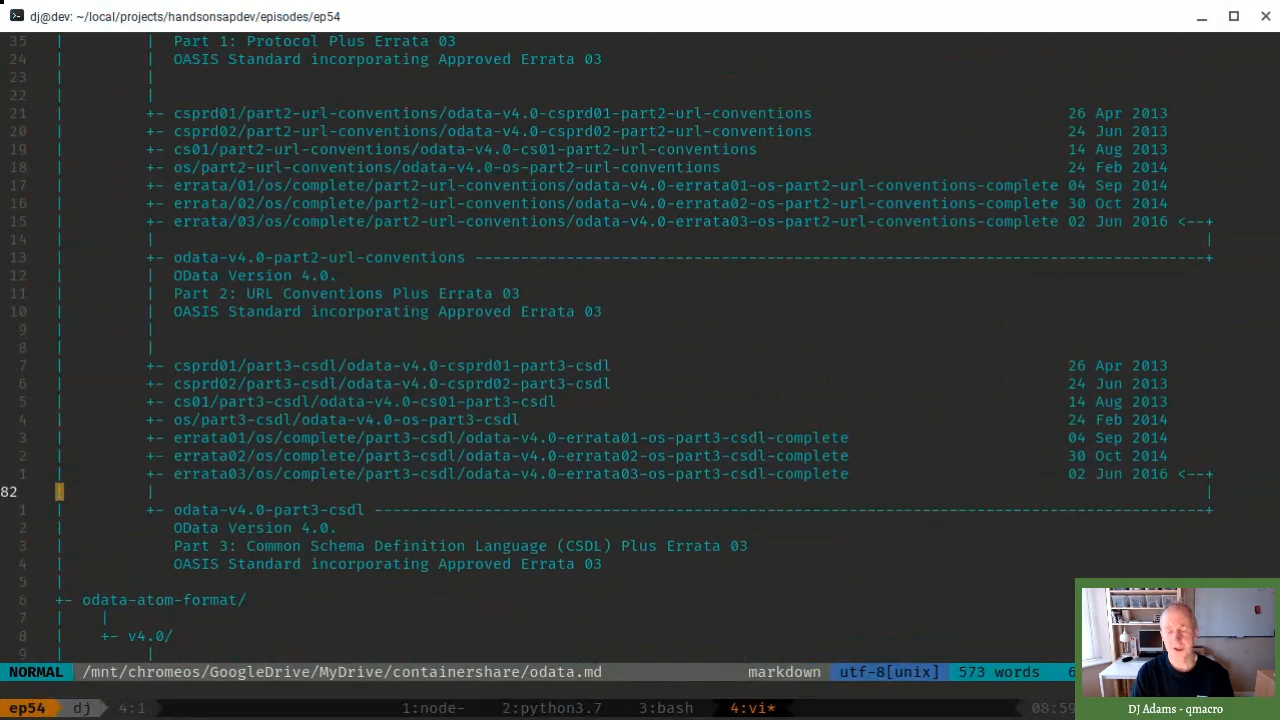 dj@dev: ~/local/projects/handsonsapdev/episodes/ep54
35 | | Part 1: Protocol Plus Errata 03
24 | | OASIS Standard incorporating Approved Errata 03
23 | |
22 | |
21 | +- csprd01/part2-url-conventions/odata-v4.0-csprd01-part2-url-conventions 26 Apr 2013
20 | +- csprd02/part2-url-conventions/odata-v4.0-csprd02-part2-url-conventions 24 Jun 2013
19 | +- cs01/part2-url-conventions/odata-v4.0-cs01-part2-url-conventions 14 Aug 2013
18 | +- os/part2-url-conventions/odata-v4.0-os-part2-url-conventions 24 Feb 2014
17 | +- errata/01/os/complete/part2-url-conventions/odata-v4.0-errata01-os-part2-url-conventions-complete 04 Sep 2014
16 | +- errata/02/os/complete/part2-url-conventions/odata-v4.0-errata02-os-part2-url-conventions-complete 30 Oct 2014
15 | +- errata/03/os/complete/part2-url-conventions/odata-v4.0-errata03-os-part2-url-conventions-complete 02 Jun 2016 <--+
14 | | |
13 | +- odata-v4.0-part2-url-conventions --------------------------------------------------------------------------------+
12 | | OData Version 4.0.
11 | | Part 2: URL Conventions Plus Errata 03
10 | | OASIS Standard incorporating Approved Errata 03
9 | |
8 | |
7 | +- csprd01/part3-csdl/odata-v4.0-csprd01-part3-csdl 26 Apr 2013
6 | +- csprd02/part3-csdl/odata-v4.0-csprd02-part3-csdl 24 Jun 2013
5 | +- cs01/part3-csdl/odata-v4.0-cs01-part3-csdl 14 Aug 2013
4 | +- os/part3-csdl/odata-v4.0-os-part3-csdl 24 Feb 2014
3 | +- errata01/os/complete/part3-csdl/odata-v4.0-errata01-os-part3-csdl-complete 04 Sep 2014
2 | +- errata02/os/complete/part3-csdl/odata-v4.0-errata02-os-part3-csdl-complete 30 Oct 2014
1 | +- errata03/os/complete/part3-csdl/odata-v4.0-errata03-os-part3-csdl-complete 02 Jun 2016 <--+
82 | | |
1 | +- odata-v4.0-part3-csdl -------------------------------------------------------------------------------------------+
2 | OData Version 4.0.
3 | Part 3: Common Schema Definition Language (CSDL) Plus Errata 03
4 | OASIS Standard incorporating Approved Errata 03
5 |
6 +- odata-atom-format/
7 | |
8 | +- v4.0/
9 | |
NORMAL /mnt/chromeos/GoogleDrive/MyDrive/containershare/odata.md markdown utf-8[unix] 573 words 6
ep54 dj 4:1 1:node- 2:python3.7 3:bash 4:vi* 08:59
DJ Adams - qmacro